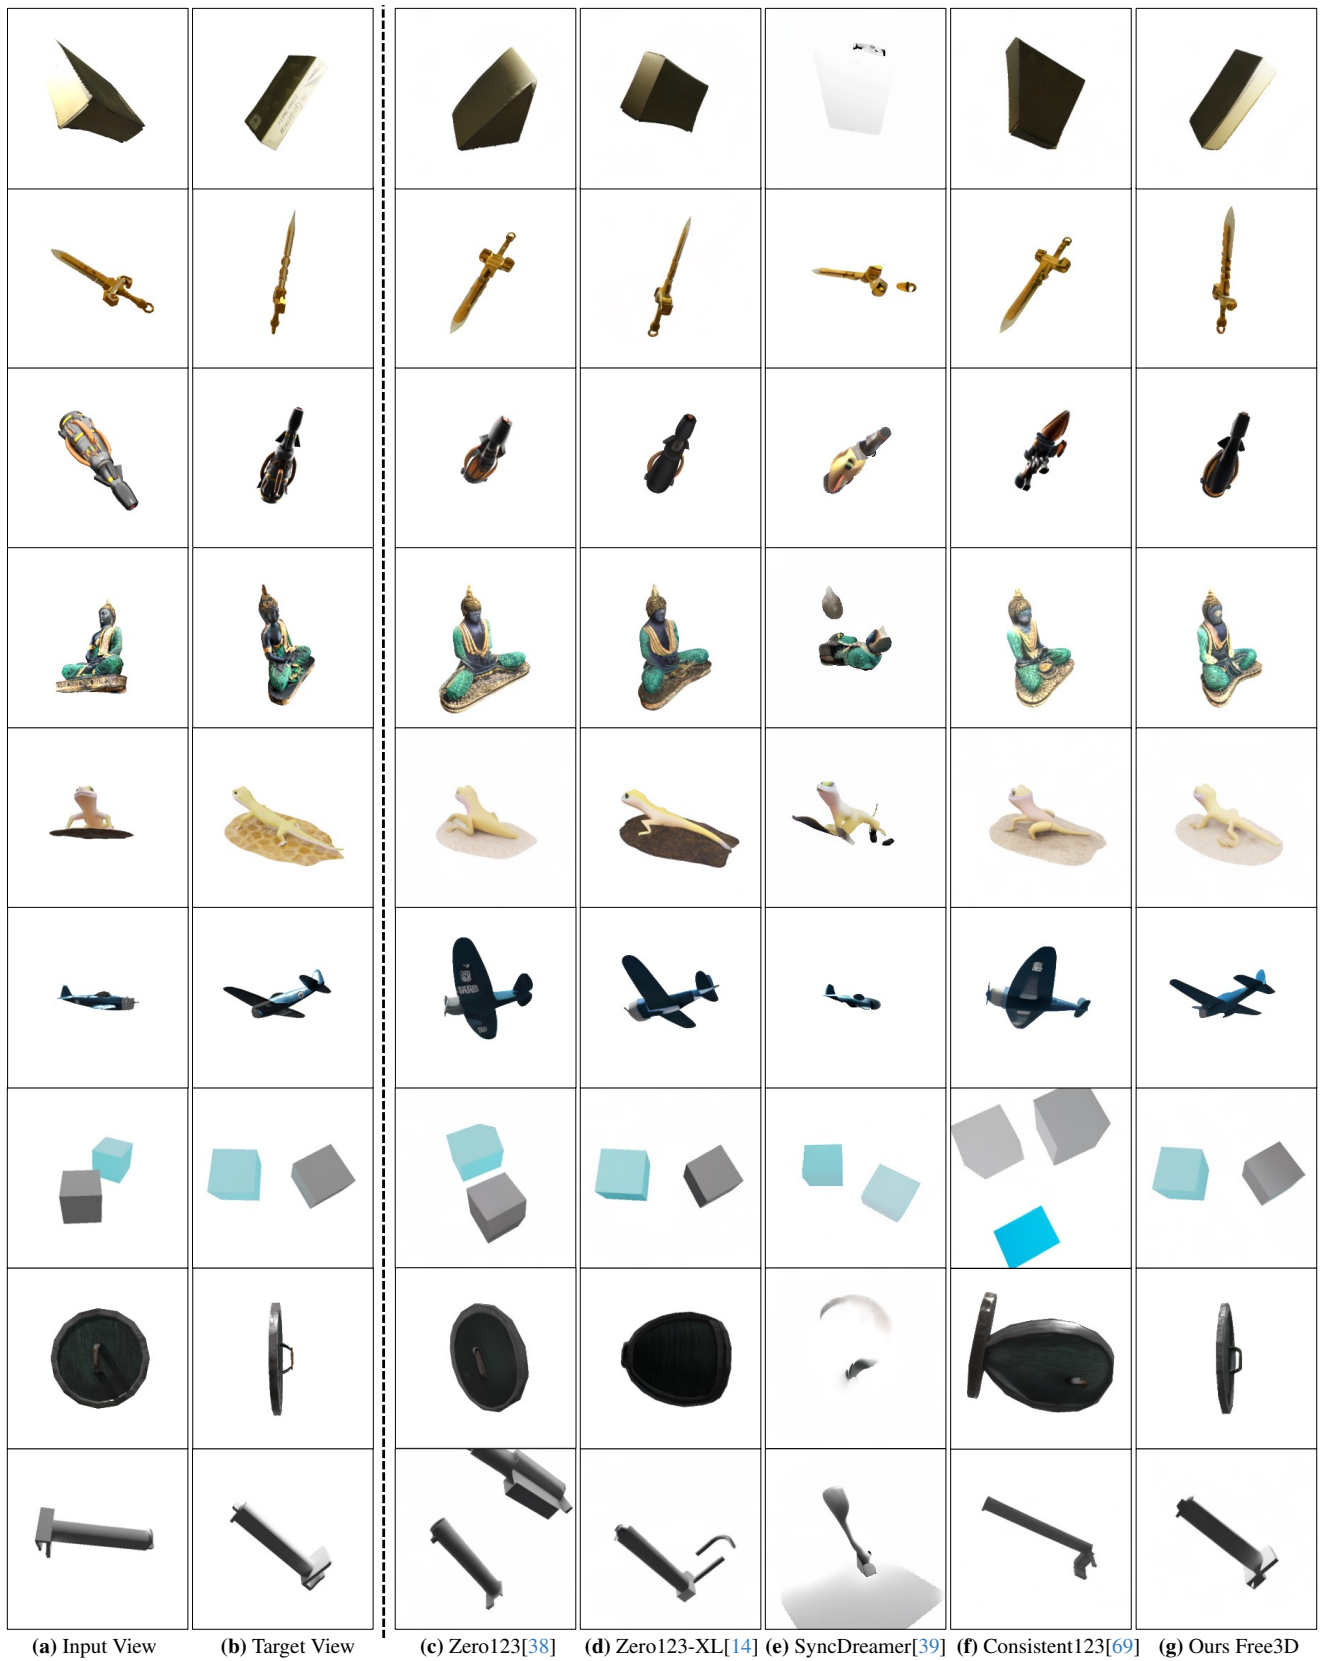 (a) Input View (b) Target View (c) Zero123[38] (d) Zero123-XL[14] (e) SyncDreamer[39] (f) Consistent123[69] (g) Ours Free3D